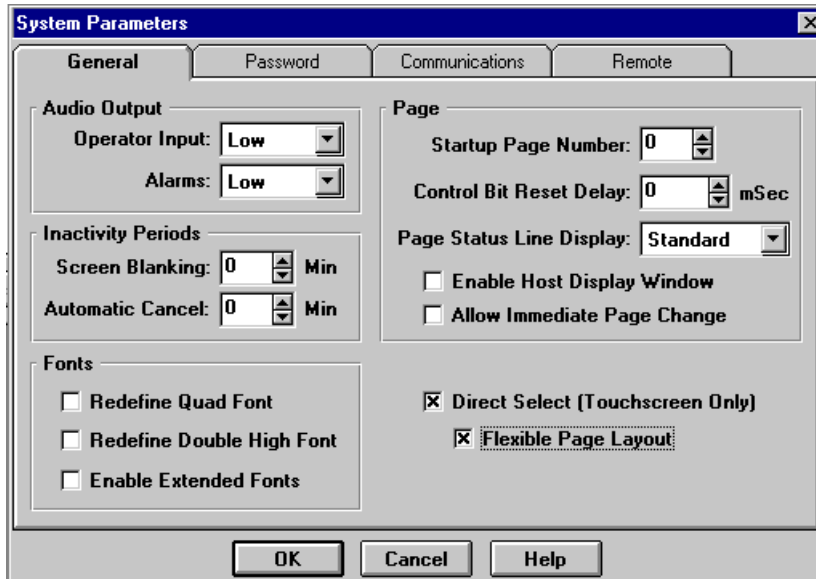 System Parameters
General
Password
Communications
Remote
Audio Output
Operator Input: Low
Alarms: Low
Inactivity Periods
Screen Blanking: 0 Min
Automatic Cancel: 0 Min
Fonts
Redefine Quad Font
Redefine Double High Font
Enable Extended Fonts
Page
Startup Page Number: 0
Control Bit Reset Delay: 0 mSec
Page Status Line Display: Standard
Enable Host Display Window
Allow Immediate Page Change
Direct Select (Touchscreen Only)
Flexible Page Layout
OK
Cancel
Help